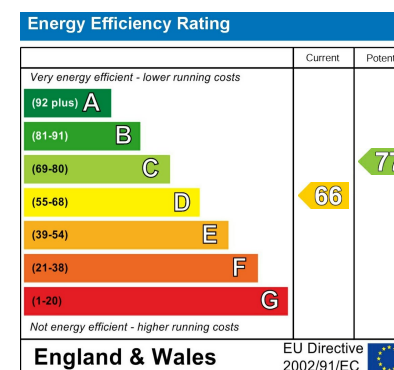 Energy Efficiency Rating
Current
Potent
Very energy efficient - lower running costs
(92 plus) A
(81-91) B
(69-80) C
77
(55-68) D
66
(39-54) E
(21-38) F
(1-20) G
Not energy efficient - higher running costs
England & Wales
EU Directive
2002/91/EC